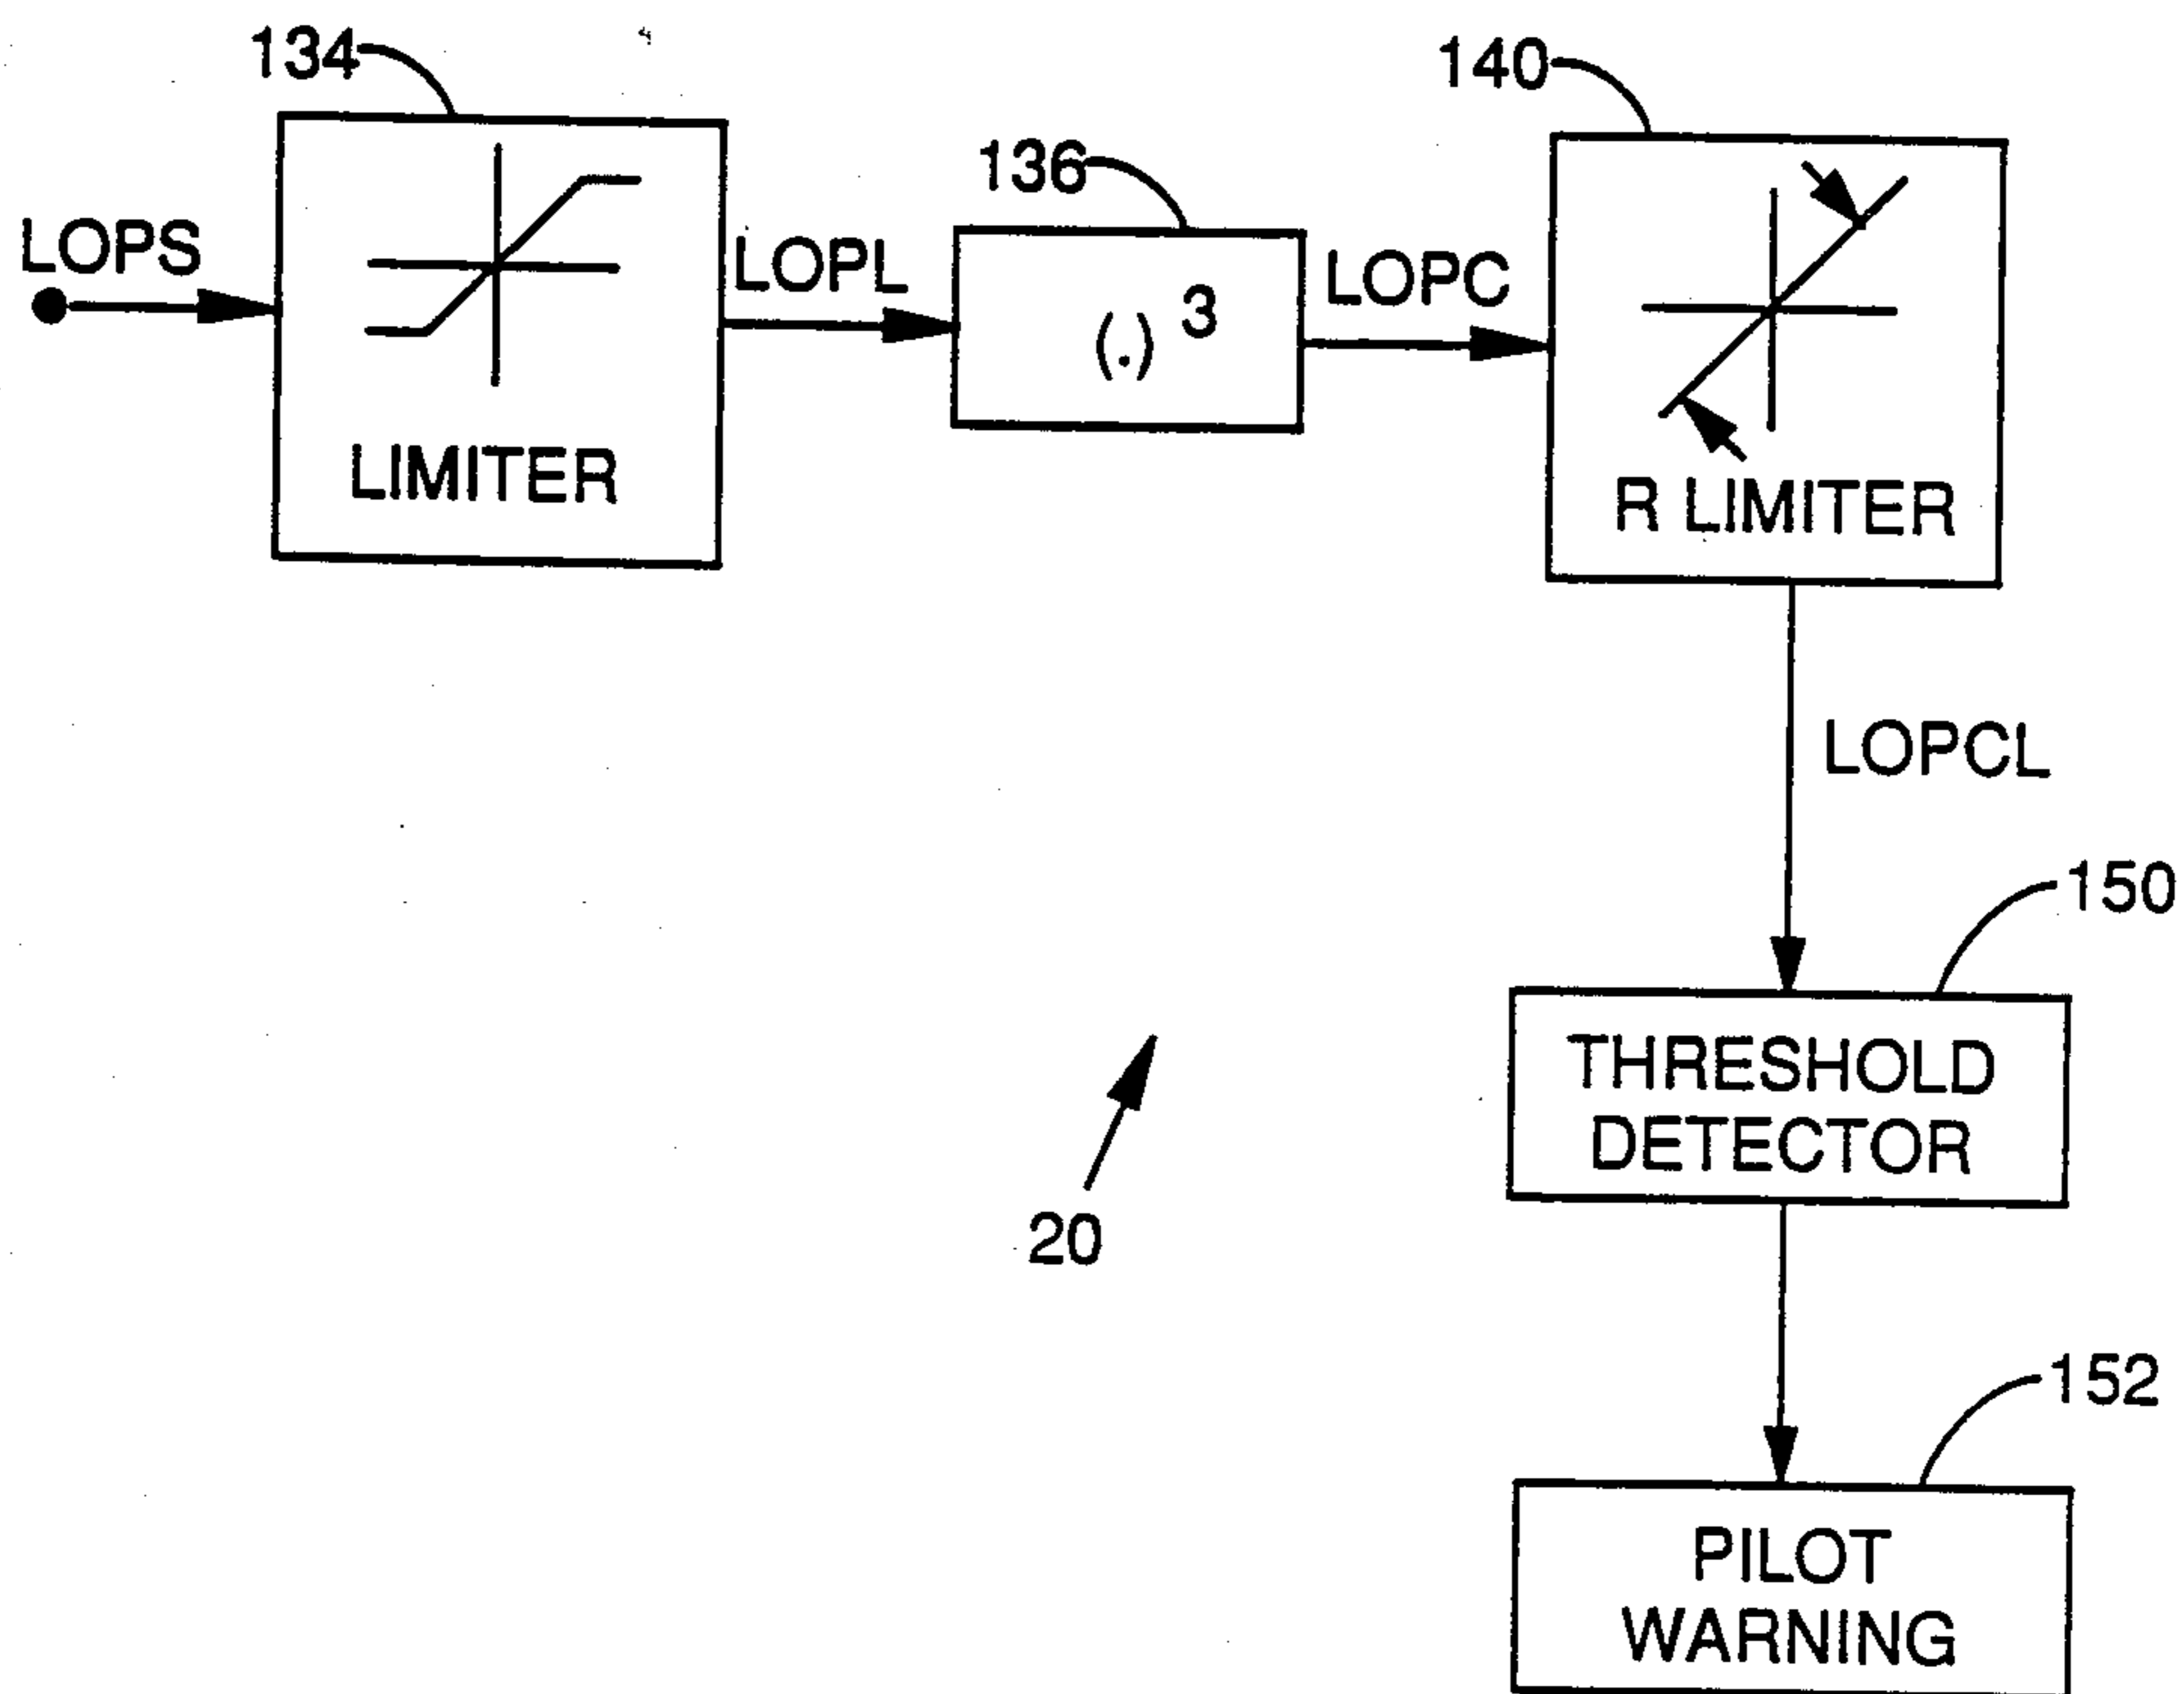 134
140
136
LOPS
LOPL
LOPC
(.)3
LIMITER
R LIMITER
LOPCL
150
THRESHOLD
DETECTOR
20
152
PILOT
WARNING